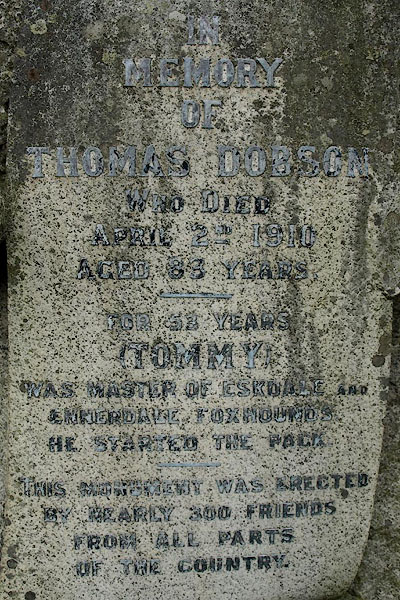 IN
MEMORY
OF
THOMAS DOBSON
WHO DIED
APRIL 2ND 1910
AGED 83 YEARS
FOR 53 YEARS
(TOMMY)
WAS MASTER OF ESKDALE AND
ENNERDALE FOXHOUNDS
HE STARTED THE PACK
THIS MONUMENT WAS ERECTED
BY NEARLY 300 FRIENDS
FROM ALL PARTS
OF THE COUNTRY.